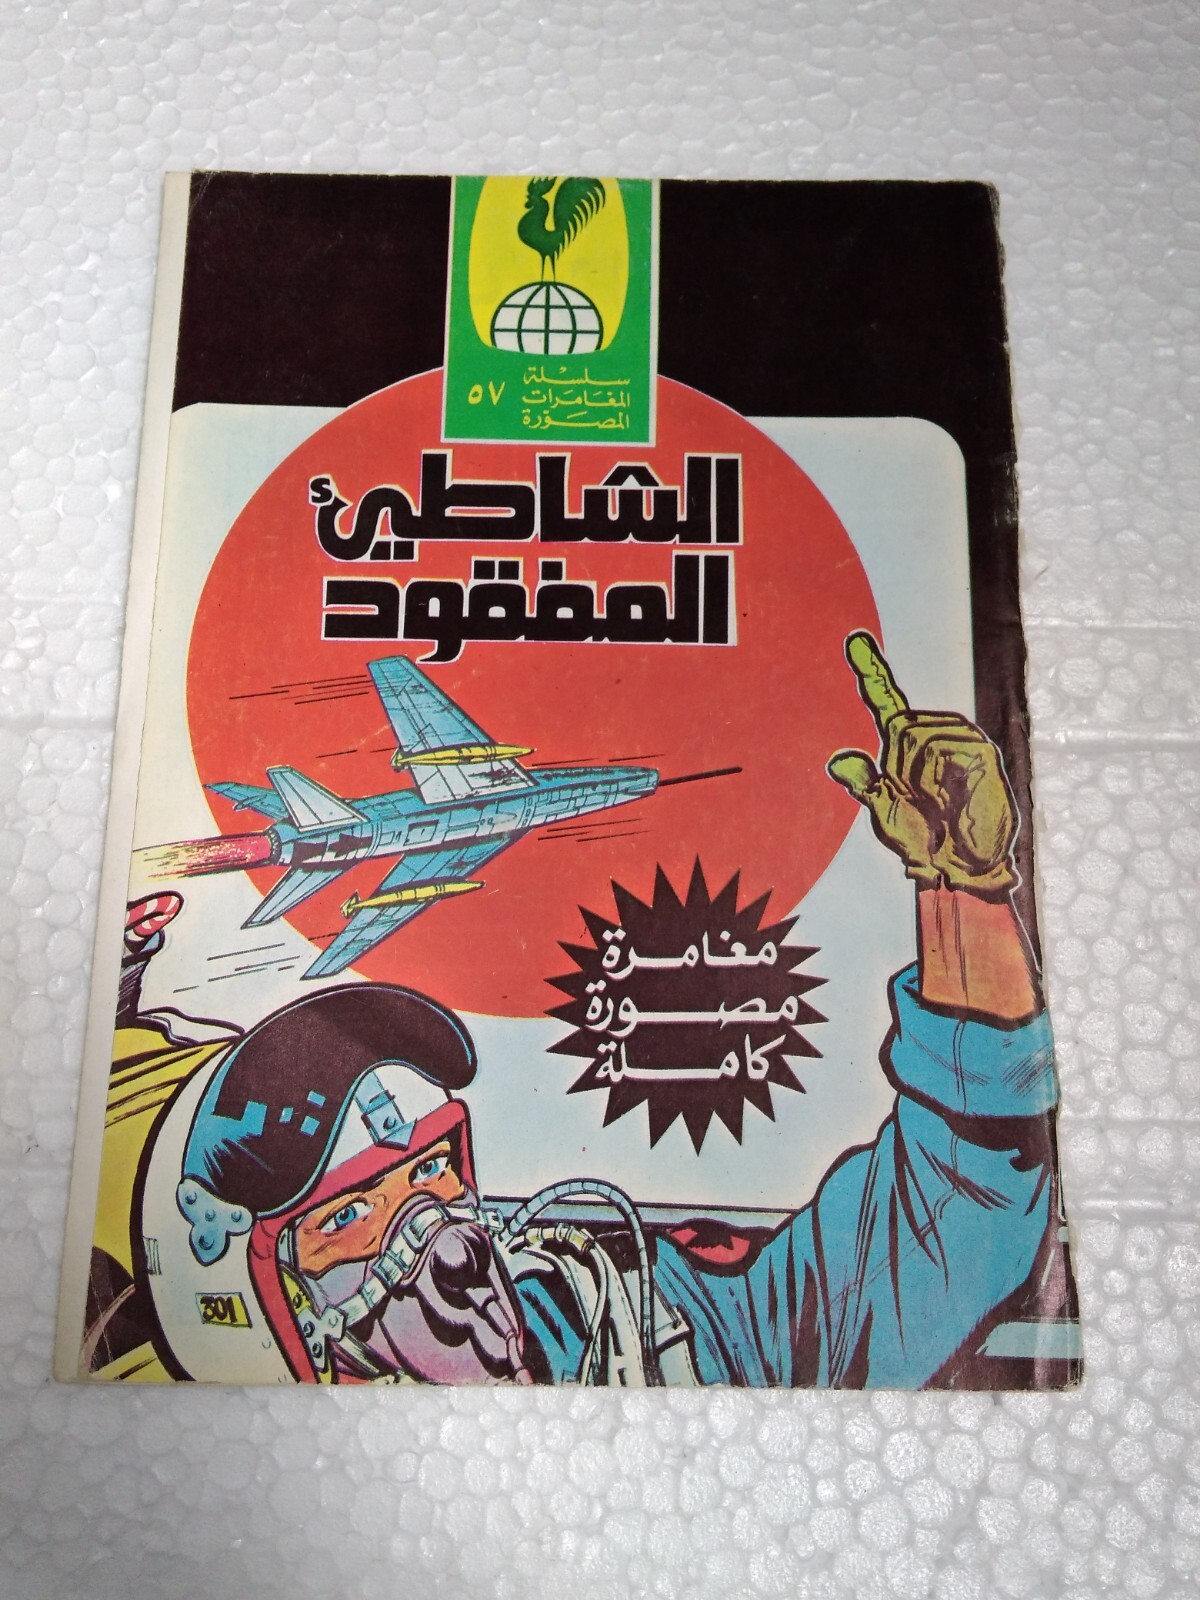 سلسلة
المغامرات
المصوّرة
٥٧
الشاطئ
المفقود
مغامرة
مصورة
كاملة
301